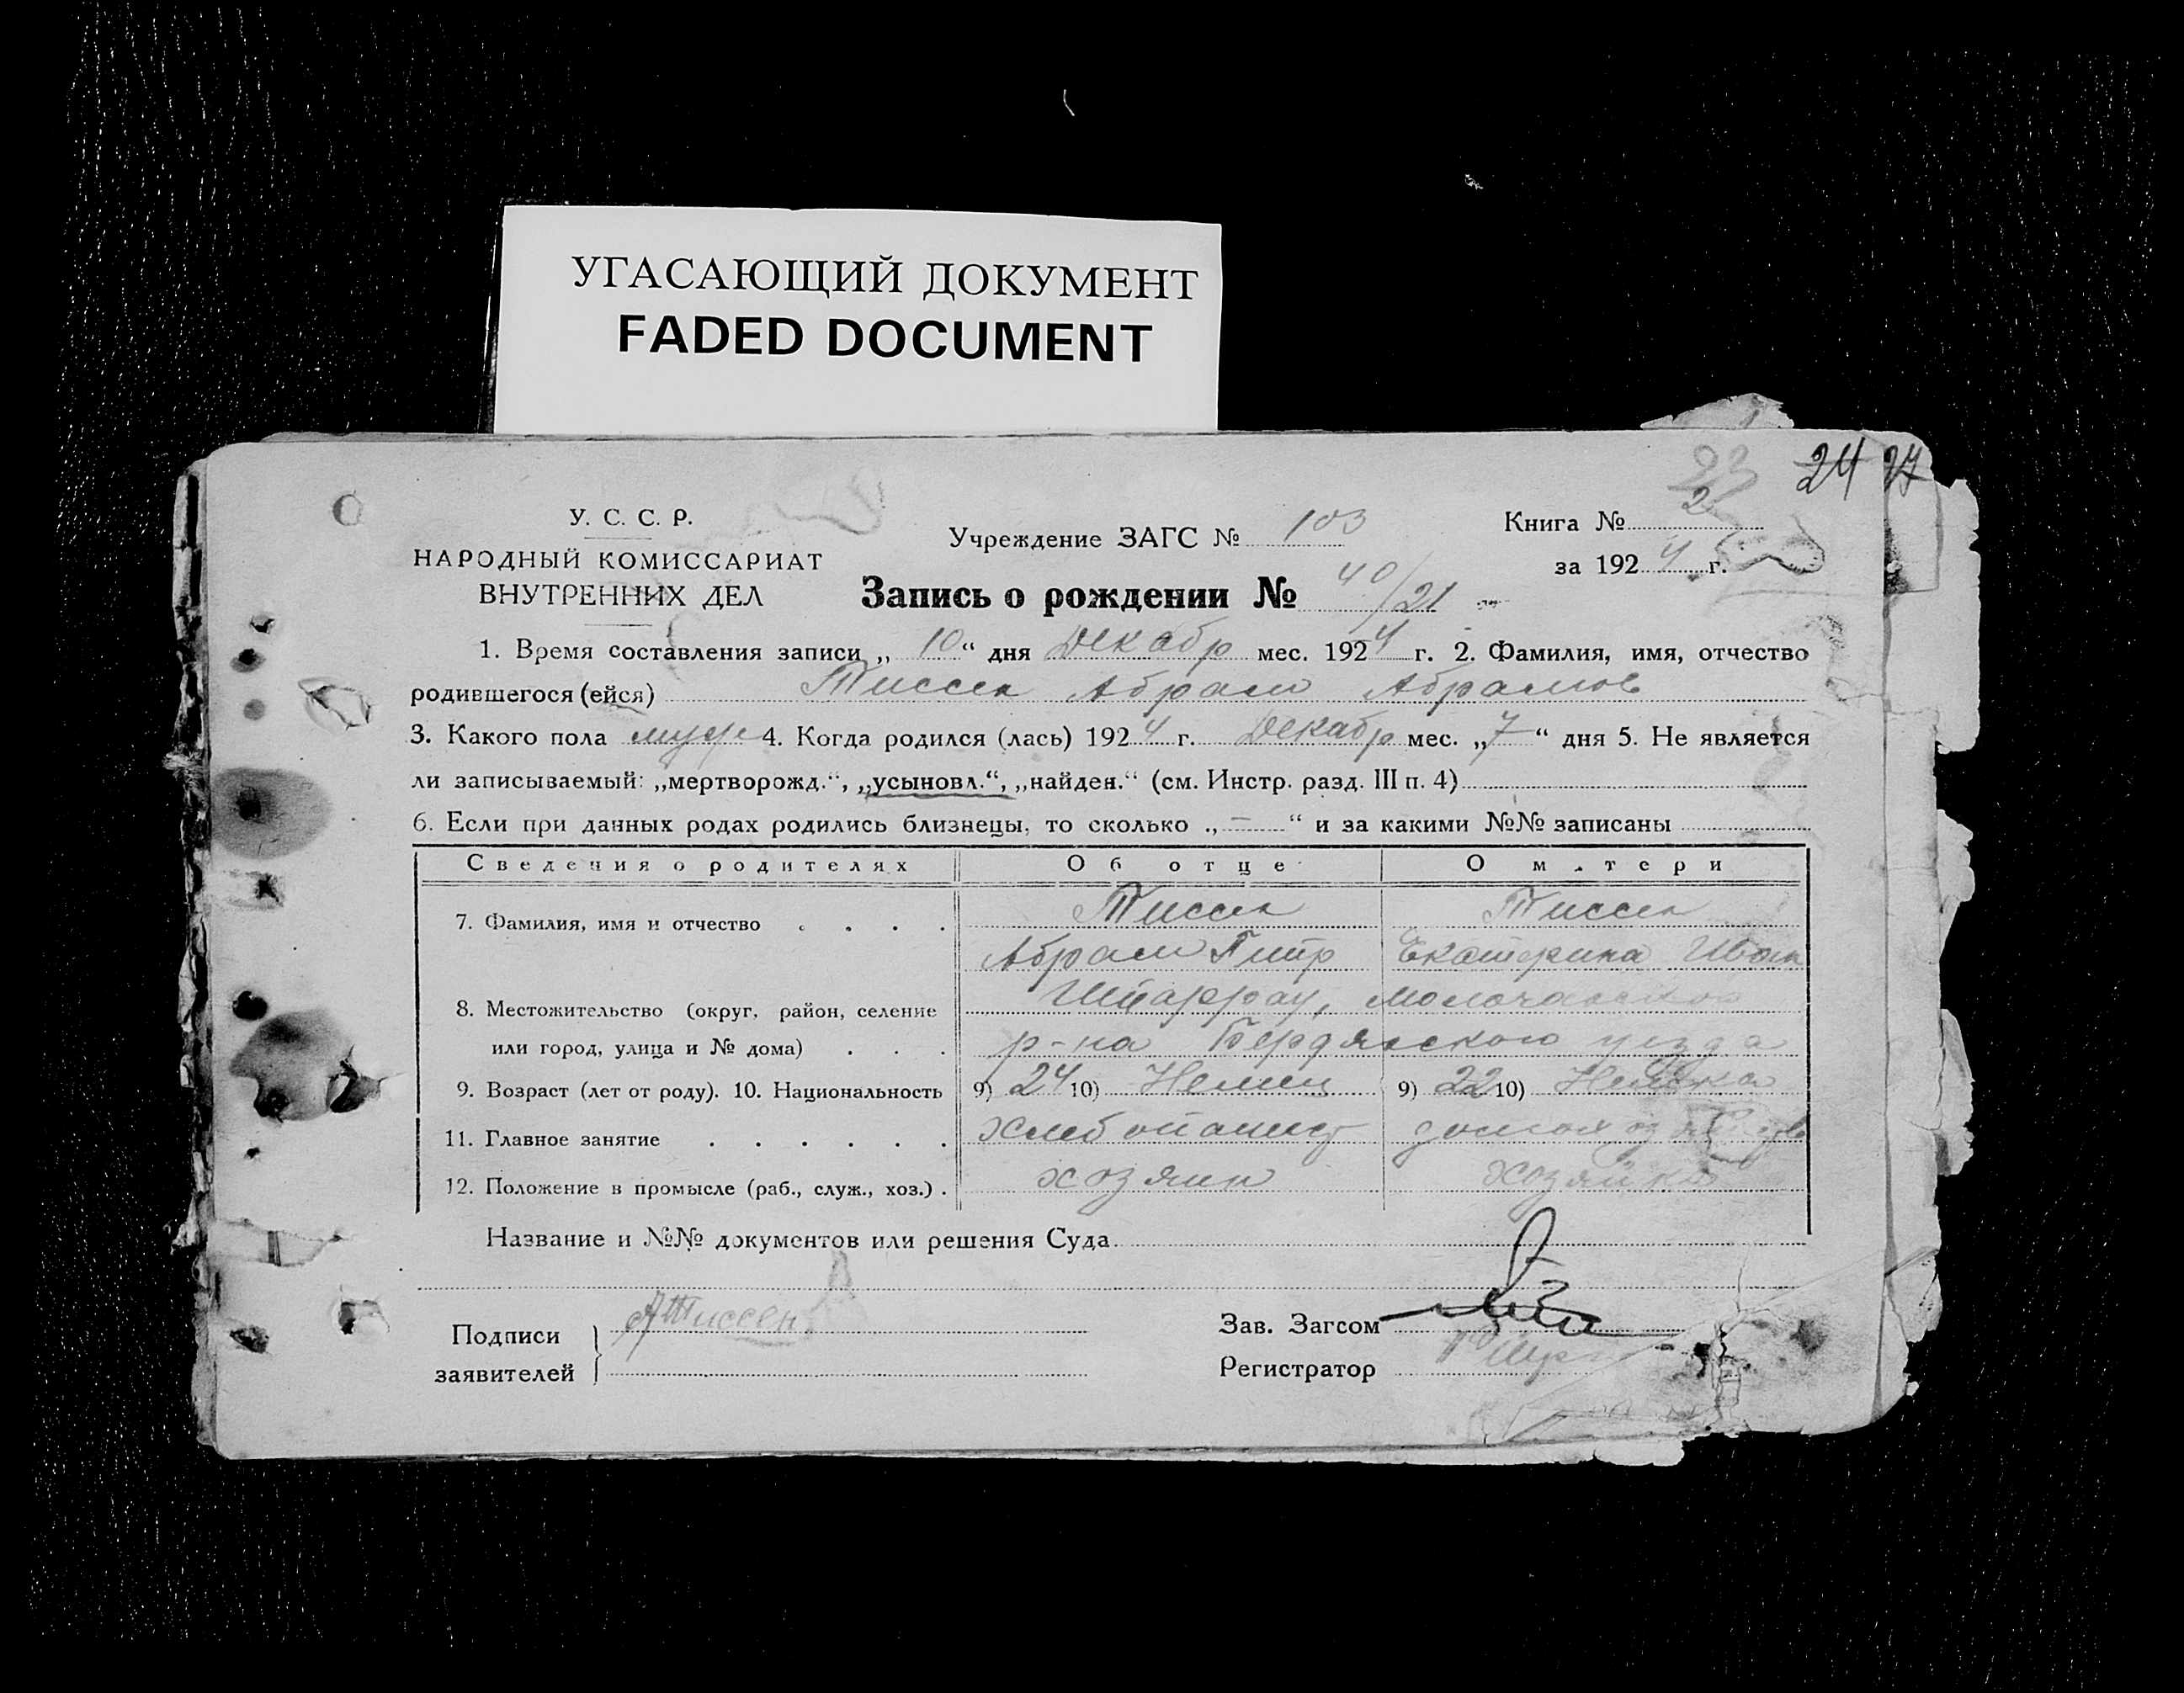 УГАСАЮЩИЙ ДОКУМЕНТ
FADED DOCUMENT
23 24 27
У. С. С. Р.
НАРОДНЫЙ КОМИССАРИАТ
ВНУТРЕННИХ ДЕЛ
Учреждение ЗАГС № 103
Книга № 2
за 1924 г.
Запись о рождении № 40/21
1. Время составления записи „ 10 “ дня Декабр мес. 1924 г. 2. Фамилия, имя, отчество
родившегося (ейся) Тиссен Абрам Абрамов
3. Какого пола муж 4. Когда родился (лась) 1924 г. Декабр мес. „ 7 “ дня 5. Не является
ли записываемый: „мертворожд.“, „усыновл.“, „найден.“ (см. Инстр. разд. III п. 4)
6. Если при данных родах родились близнецы, то сколько „ — “ и за какими №№ записаны
Сведения о родителях Об отце О м.тери
7. Фамилия, имя и отчество . . . . Тиссен Тиссен
Абрам Питр Екатерина Иван
8. Местожительство (округ, район, селение Шпаррау, Молочанского
или город, улица и № дома) . . . р-на Бердянского уезда
9. Возраст (лет от роду). 10. Национальность 9) 24 10) Немец 9) 22 10) Немка
11. Главное занятие . . . . . . Хлебопашец
12. Положение в промысле (раб., служ., хоз.) . хозяин хозяйка
Название и №№ документов или решения Суда
Подписи
заявителей
А Тиссен
Зав. Загсом
Регистратор